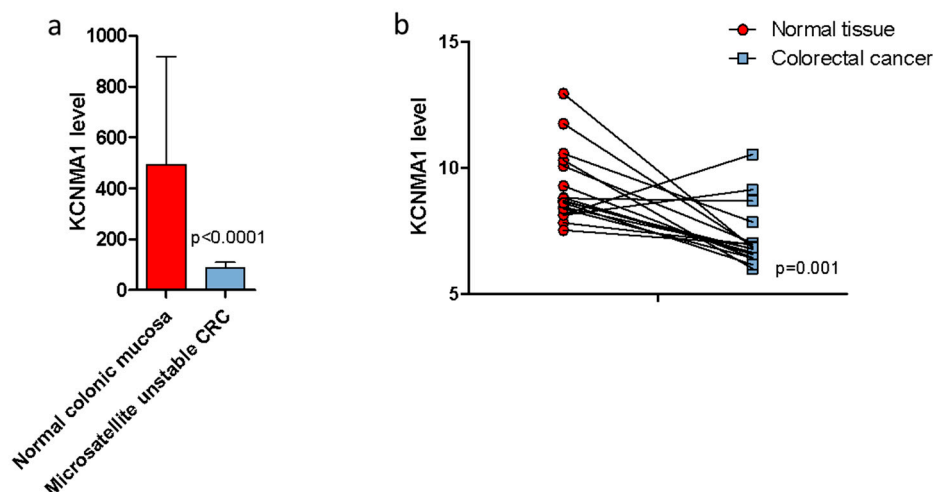 a
KCNMA1 level
1000
800
600
400
200
0
p<0.0001
Normal colonic mucosa
Microsatellite unstable CRC
b
Normal tissue
Colorectal cancer
KCNMA1 level
15
10
5
p=0.001